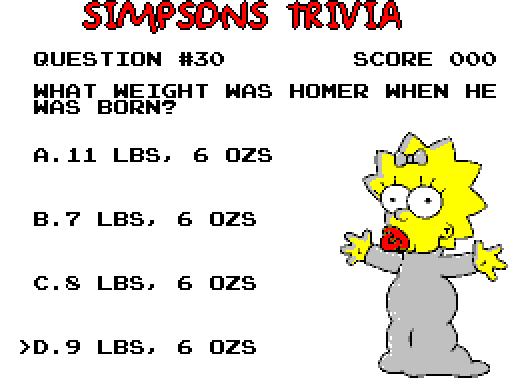 SIMPSONS TRIVIA
QUESTION #30 SCORE 000
WHAT WEIGHT WAS HOMER WHEN HE
WAS BORN?
A.11 LBS, 6 OZS
B.7 LBS, 6 OZS
C.8 LBS, 6 OZS
>D.9 LBS, 6 OZS